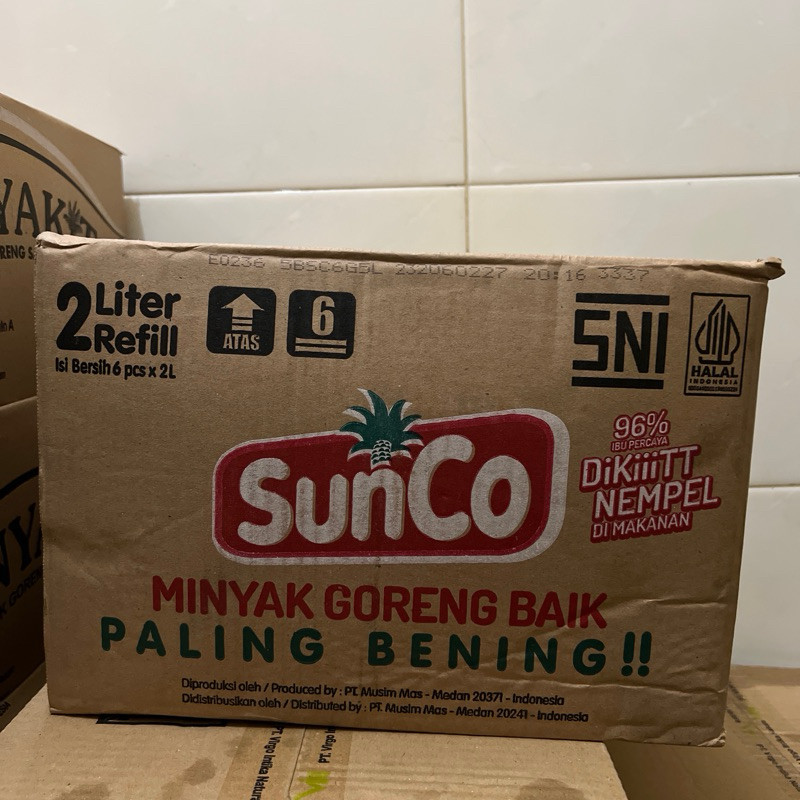 E0236 5BSC6G5L 232060227 20:16 3337
2 Liter
Refill
Isi Bersih 6 pcs x 2L
ATAS
6
SNI
HALAL
INDONESIA
SunCo
96%
IBU PERCAYA
DiKiiiTT
NEMPEL
DI MAKANAN
MINYAK GORENG BAIK
PALING BENING!!
Diproduksi oleh / Produced by : PT. Musim Mas - Medan 20371 - Indonesia
Didistribusikan oleh / Distributed by : PT. Musim Mas - Medan 20241 - Indonesia